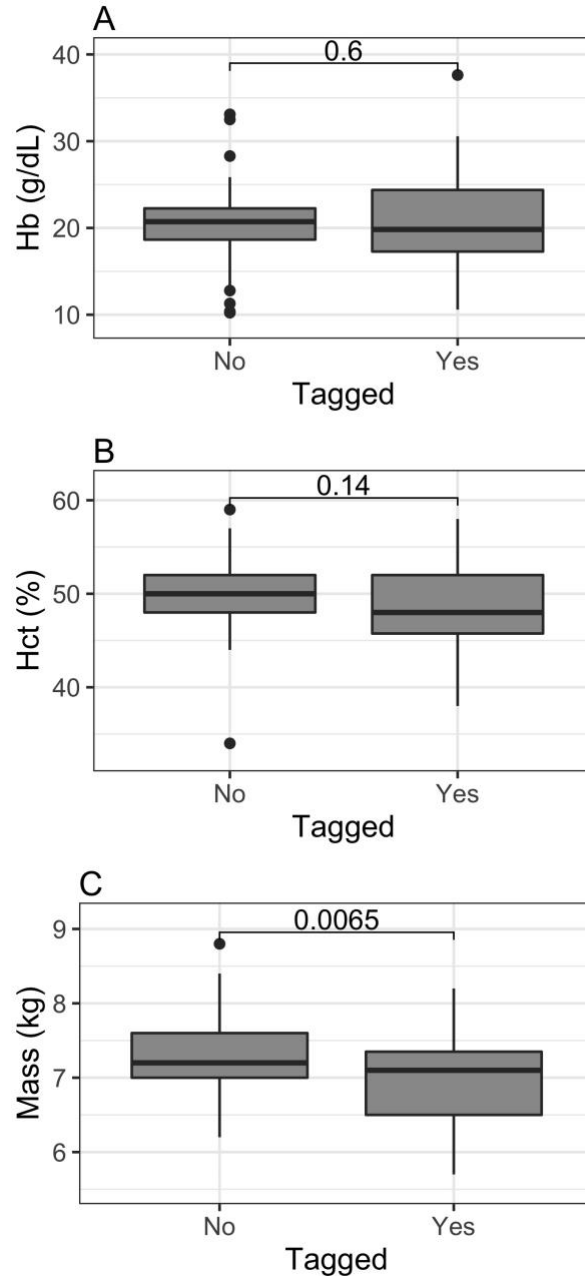 A
0.6
40
30
20
10
Hb (g/dL)
No
Yes
Tagged
B
0.14
60
50
40
Hct (%)
No
Yes
Tagged
C
0.0065
9
8
7
6
Mass (kg)
No
Yes
Tagged